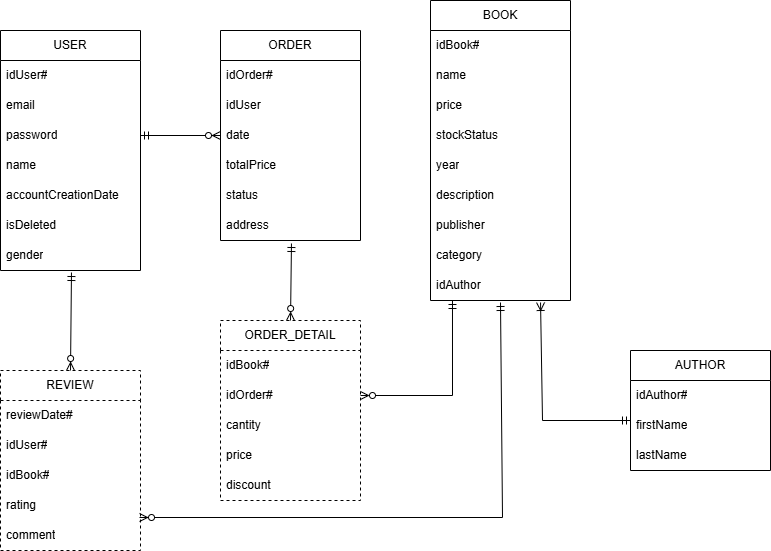 USER
idUser#
email
password
name
accountCreationDate
isDeleted
gender
ORDER
idOrder#
idUser
date
totalPrice
status
address
BOOK
idBook#
name
price
stockStatus
year
description
publisher
category
idAuthor
REVIEW
reviewDate#
idUser#
idBook#
rating
comment
ORDER_DETAIL
idBook#
idOrder#
cantity
price
discount
AUTHOR
idAuthor#
firstName
lastName